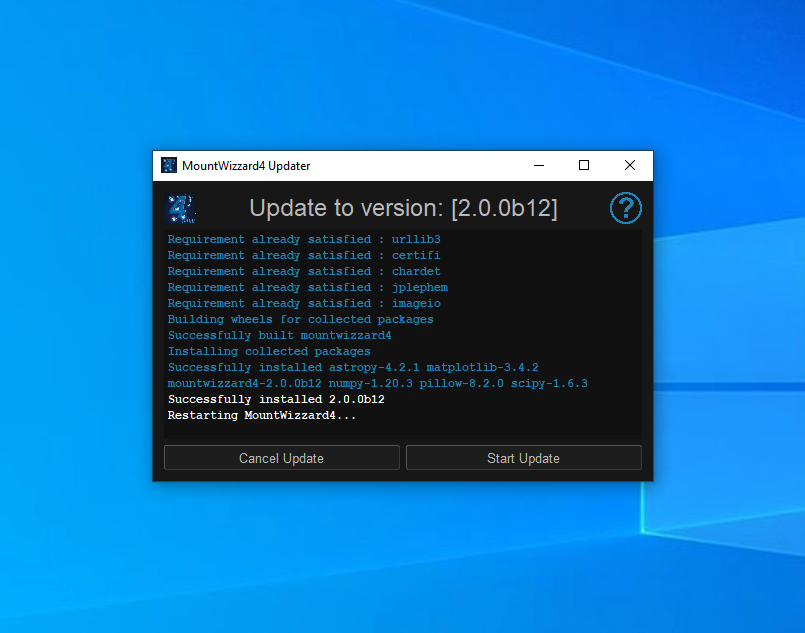 MountWizzard4 Updater
Update to version: [2.0.0b12]
Requirement already satisfied : urllib3
Requirement already satisfied : certifi
Requirement already satisfied : chardet
Requirement already satisfied : jplephem
Requirement already satisfied : imageio
Building wheels for collected packages
Successfully built mountwizzard4
Installing collected packages
Successfully installed astropy-4.2.1 matplotlib-3.4.2
mountwizzard4-2.0.0b12 numpy-1.20.3 pillow-8.2.0 scipy-1.6.3
Successfully installed 2.0.0b12
Restarting MountWizzard4...
Cancel Update
Start Update